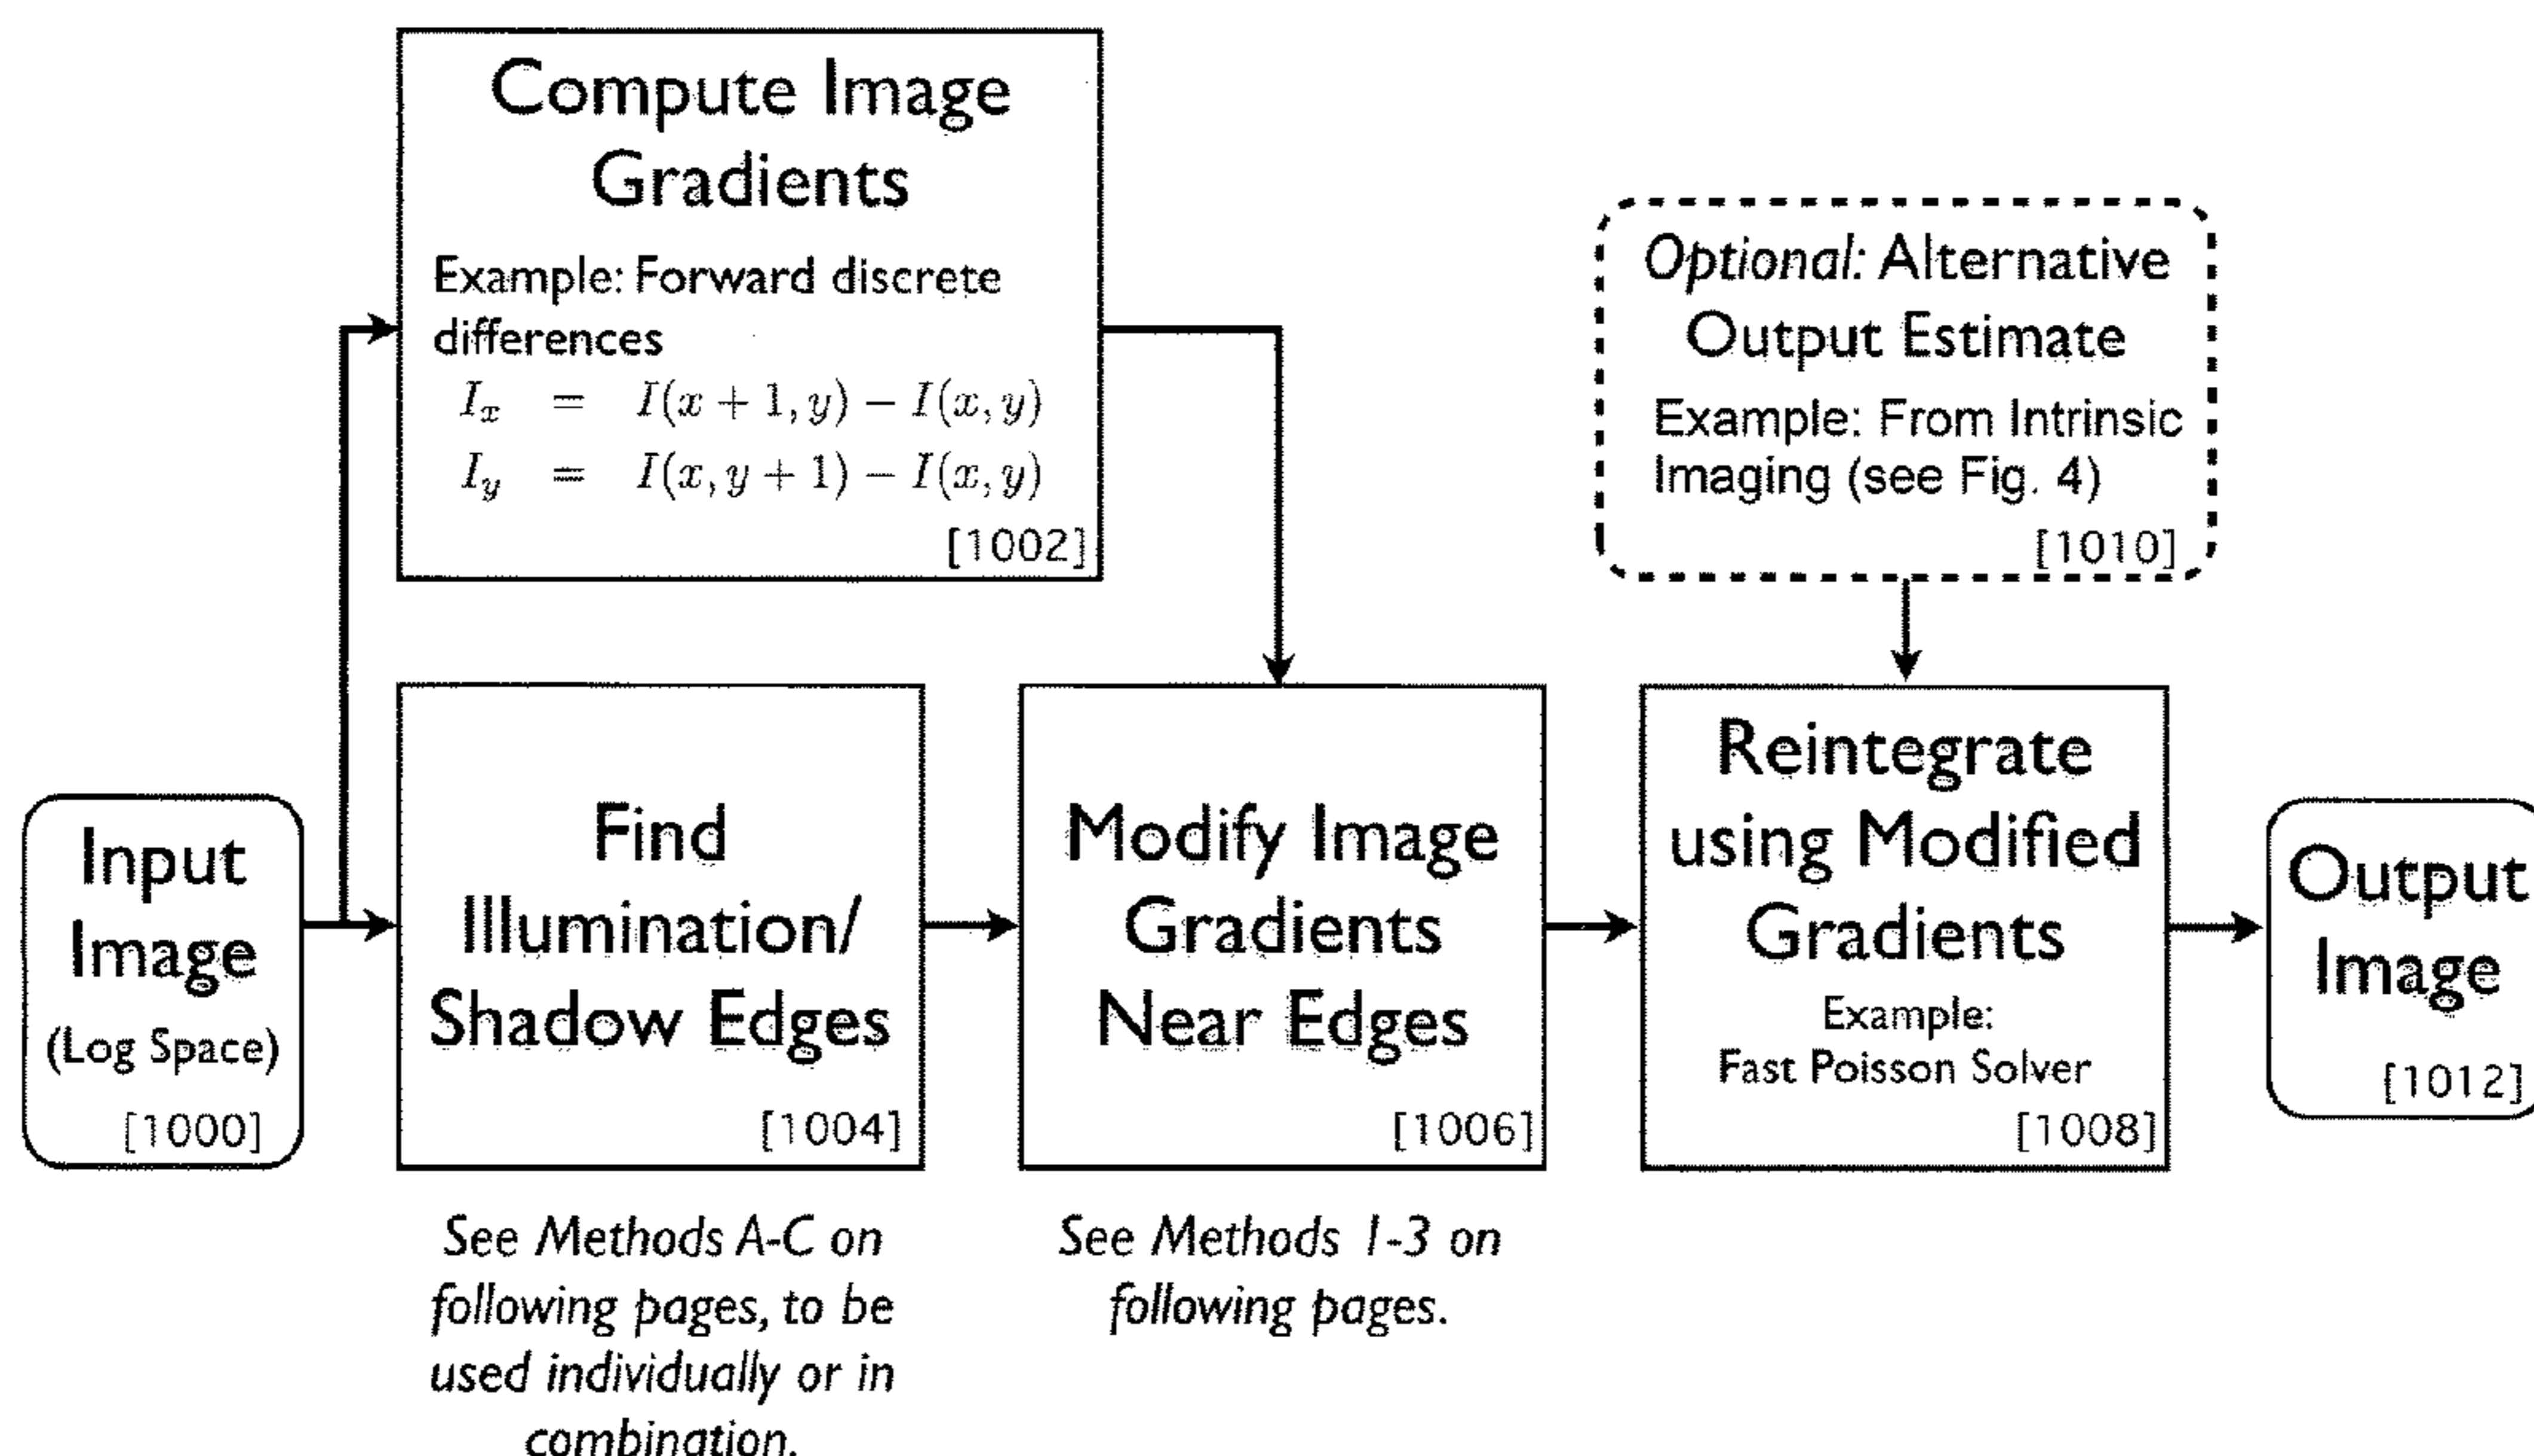 Compute Image
Gradients
Example: Forward discrete
differences
I_x = I(x + 1, y) − I(x, y)
I_y = I(x, y + 1) − I(x, y)
[1002]
Optional: Alternative
Output Estimate
Example: From Intrinsic
Imaging (see Fig. 4)
[1010]
Input
Image
(Log Space)
[1000]
Find
Illumination/
Shadow Edges
[1004]
Modify Image
Gradients
Near Edges
[1006]
Reintegrate
using Modified
Gradients
Example:
Fast Poisson Solver
[1008]
Output
Image
[1012]
See Methods A-C on
following pages, to be
used individually or in
combination.
See Methods 1-3 on
following pages.